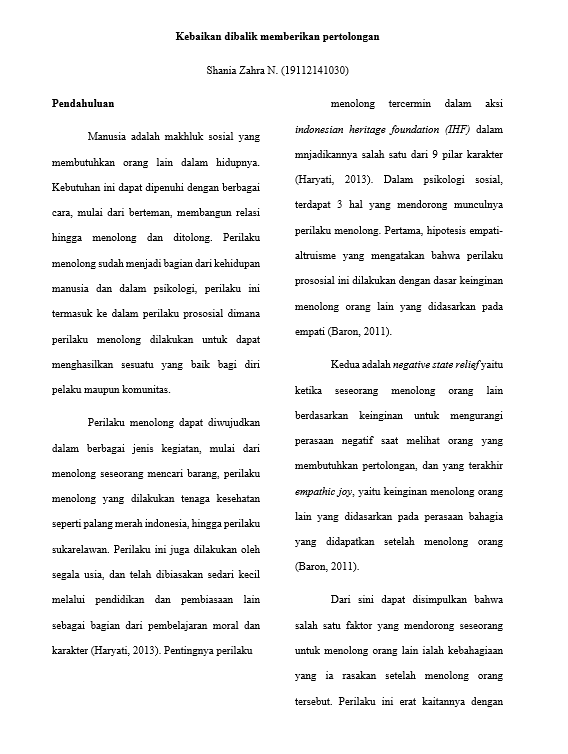 Kebaikan dibalik memberikan pertolongan
Shania Zahra N. (19112141030)
Pendahuluan
Manusia adalah makhluk sosial yang
membutuhkan orang lain dalam hidupnya.
Kebutuhan ini dapat dipenuhi dengan berbagai
cara, mulai dari berteman, membangun relasi
hingga menolong dan ditolong. Perilaku
menolong sudah menjadi bagian dari kehidupan
manusia dan dalam psikologi, perilaku ini
termasuk ke dalam perilaku prososial dimana
perilaku menolong dilakukan untuk dapat
menghasilkan sesuatu yang baik bagi diri
pelaku maupun komunitas.
Perilaku menolong dapat diwujudkan
dalam berbagai jenis kegiatan, mulai dari
menolong seseorang mencari barang, perilaku
menolong yang dilakukan tenaga kesehatan
seperti palang merah indonesia, hingga perilaku
sukarelawan. Perilaku ini juga dilakukan oleh
segala usia, dan telah dibiasakan sedari kecil
melalui pendidikan dan pembiasaan lain
sebagai bagian dari pembelajaran moral dan
karakter (Haryati, 2013). Pentingnya perilaku
menolong tercermin dalam aksi
indonesian heritage foundation (IHF) dalam
mnjadikannya salah satu dari 9 pilar karakter
(Haryati, 2013). Dalam psikologi sosial,
terdapat 3 hal yang mendorong munculnya
perilaku menolong. Pertama, hipotesis empati-
altruisme yang mengatakan bahwa perilaku
prososial ini dilakukan dengan dasar keinginan
menolong orang lain yang didasarkan pada
empati (Baron, 2011).
Kedua adalah negative state relief yaitu
ketika seseorang menolong orang lain
berdasarkan keinginan untuk mengurangi
perasaan negatif saat melihat orang yang
membutuhkan pertolongan, dan yang terakhir
empathic joy, yaitu keinginan menolong orang
lain yang didasarkan pada perasaan bahagia
yang didapatkan setelah menolong orang
(Baron, 2011).
Dari sini dapat disimpulkan bahwa
salah satu faktor yang mendorong seseorang
untuk menolong orang lain ialah kebahagiaan
yang ia rasakan setelah menolong orang
tersebut. Perilaku ini erat kaitannya dengan